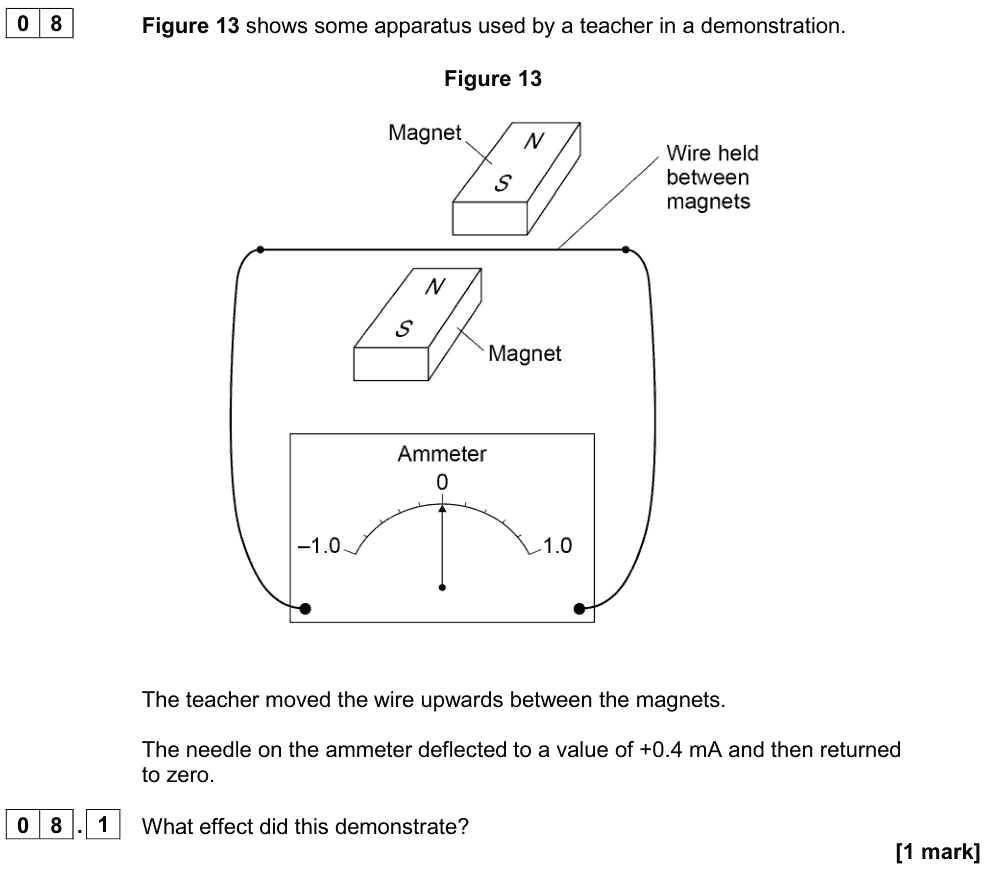 0 8 Figure 13 shows some apparatus used by a teacher in a demonstration.
Figure 13
Magnet
N
S
Wire held
between
magnets
N
S
Magnet
Ammeter
0
–1.0
1.0
The teacher moved the wire upwards between the magnets.
The needle on the ammeter deflected to a value of +0.4 mA and then returned
to zero.
0 8 . 1 What effect did this demonstrate?
[1 mark]